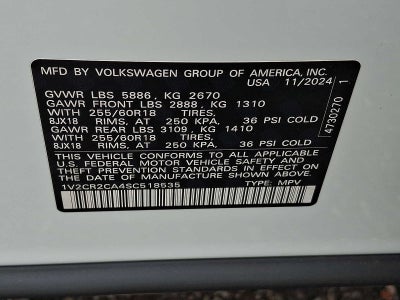 MFD BY VOLKSWAGEN GROUP OF AMERICA, INC.
USA 11/2024
GVWR LBS 5886, KG 2670
GAWR FRONT LBS 2888, KG 1310
WITH 255/60R18 TIRES,
8JX18 RIMS, AT 250 KPA, 36 PSI COLD
GAWR REAR LBS 3109, KG 1410
WITH 255/60R18 TIRES,
8JX18 RIMS, AT 250 KPA, 36 PSI COLD
THIS VEHICLE CONFORMS TO ALL APPLICABLE
U.S. FEDERAL MOTOR VEHICLE SAFETY AND
THEFT PREVENTION STANDARDS IN EFFECT
ON THE DATE OF MANUFACTURE SHOWN ABOVE.
1V2CR2CA4SC518535 TYPE: MPV
4730270 1